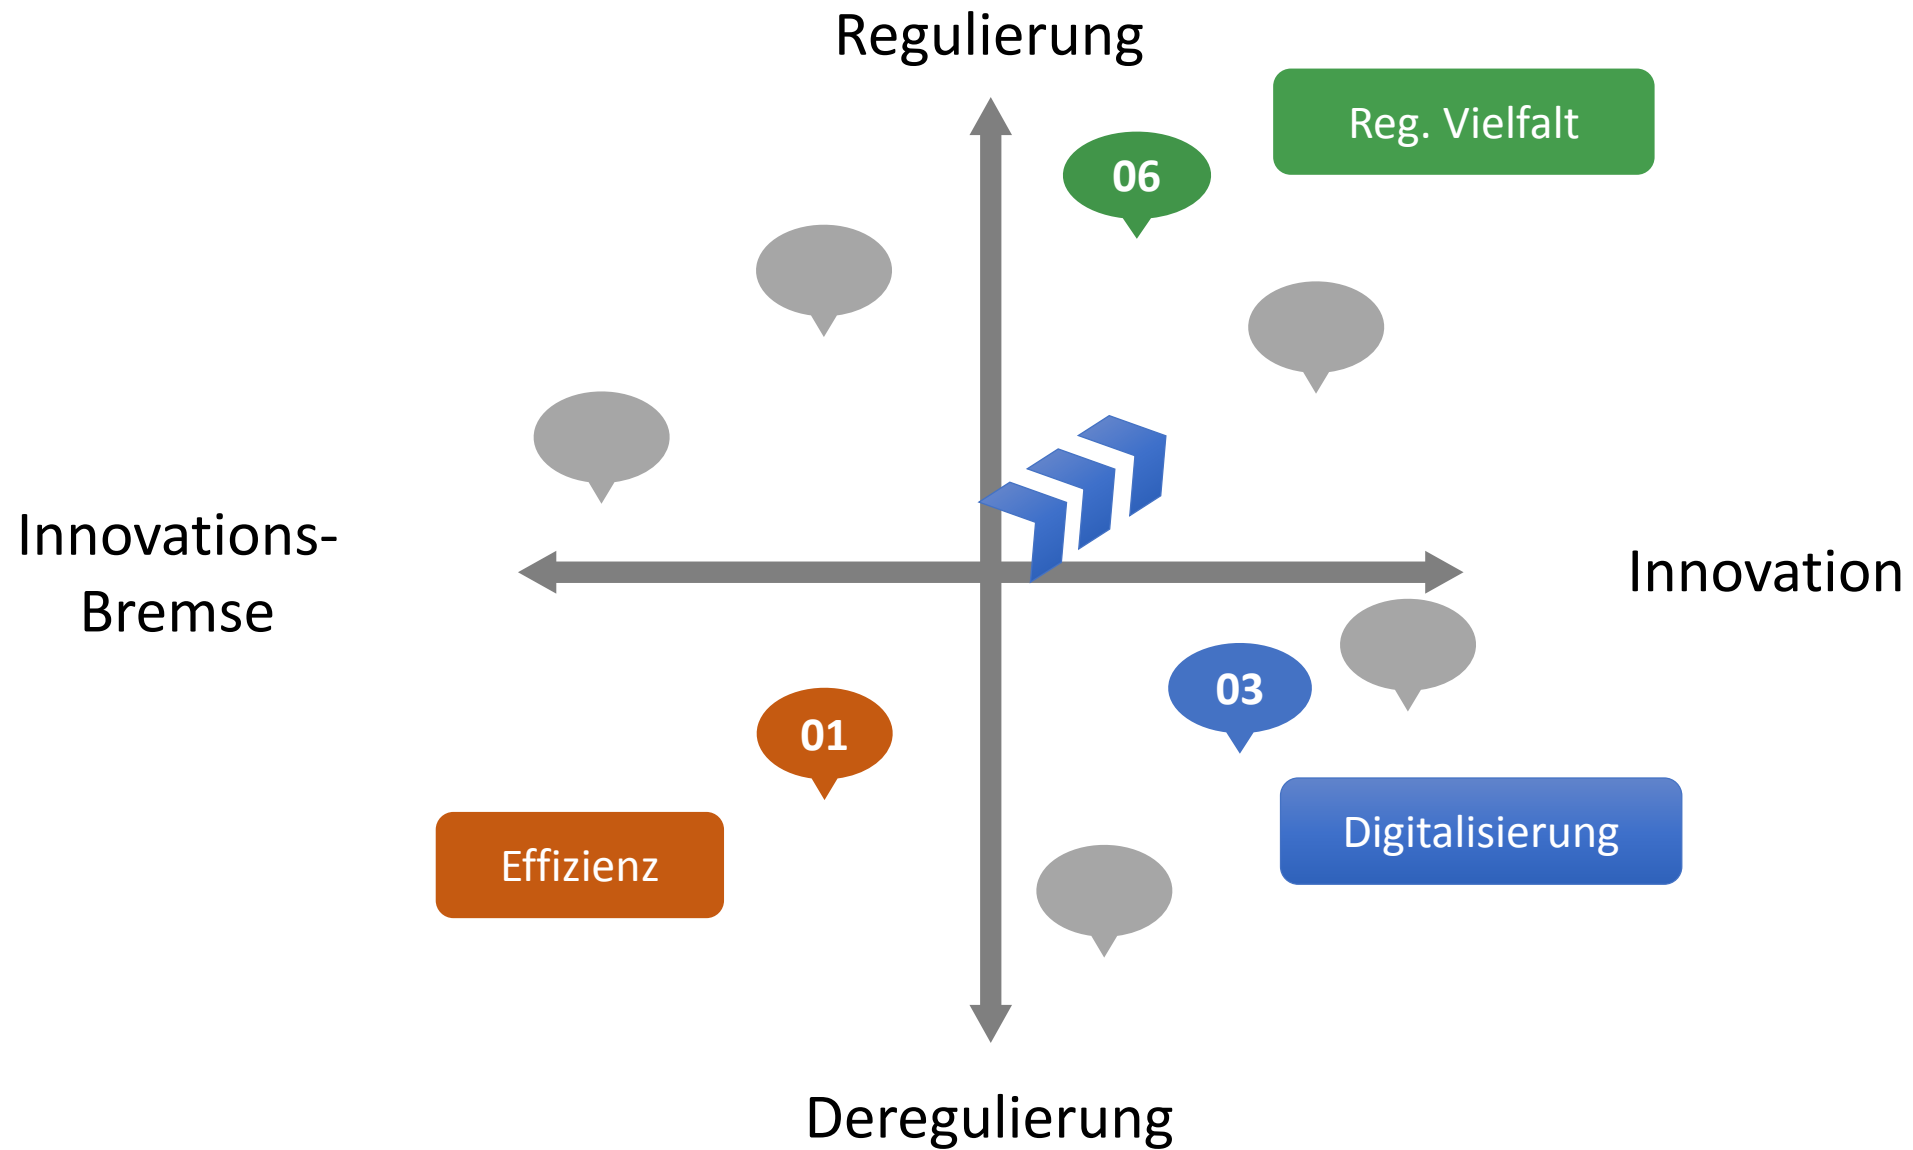 Regulierung
Reg. Vielfalt
06
Innovations-
Bremse
Innovation
01
03
Effizienz
Digitalisierung
Deregulierung